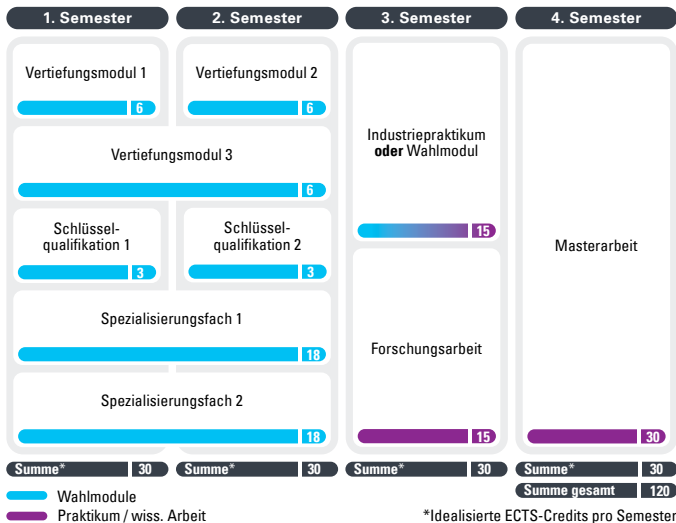 1. Semester
2. Semester
3. Semester
4. Semester
Vertiefungsmodul 1
6
Vertiefungsmodul 2
6
Vertiefungsmodul 3
6
Schlüssel-
qualifikation 1
3
Schlüssel-
qualifikation 2
3
Spezialisierungsfach 1
18
Spezialisierungsfach 2
18
Industriepraktikum
oder Wahlmodul
15
Forschungsarbeit
15
Masterarbeit
30
Summe* 30
Summe* 30
Summe* 30
Summe* 30
Summe gesamt 120
Wahlmodule
Praktikum / wiss. Arbeit
*Idealisierte ECTS-Credits pro Semester